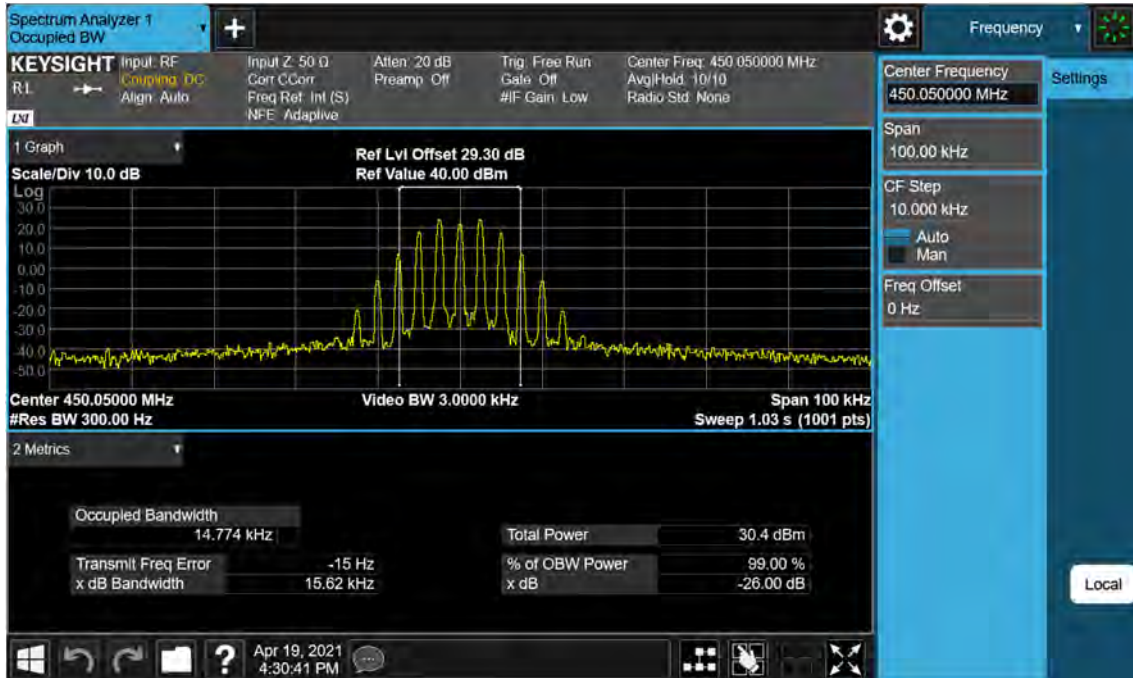 Spectrum Analyzer 1
Occupied BW
+
Frequency
KEYSIGHT Input: RF Input Z: 50 Ω Atten: 20 dB Trig: Free Run Center Freq: 450.050000 MHz
RL Coupling: DC Corr CCorr Preamp: Off Gate: Off Avg|Hold: 10/10
Align: Auto Freq Ref: Int (S) #IF Gain: Low Radio Std: None
LXI NFE: Adaptive
Center Frequency
450.050000 MHz
Settings
Span
100.00 kHz
CF Step
10.000 kHz
Auto
Man
Freq Offset
0 Hz
1 Graph
Ref Lvl Offset 29.30 dB
Scale/Div 10.0 dB Ref Value 40.00 dBm
Log
30.0
20.0
10.0
0.00
-10.0
-20.0
-30.0
-40.0
-50.0
Center 450.05000 MHz Video BW 3.0000 kHz Span 100 kHz
#Res BW 300.00 Hz Sweep 1.03 s (1001 pts)
2 Metrics
Occupied Bandwidth
14.774 kHz Total Power 30.4 dBm
Transmit Freq Error -15 Hz % of OBW Power 99.00 %
x dB Bandwidth 15.62 kHz x dB -26.00 dB
Local
? Apr 19, 2021
4:30:41 PM